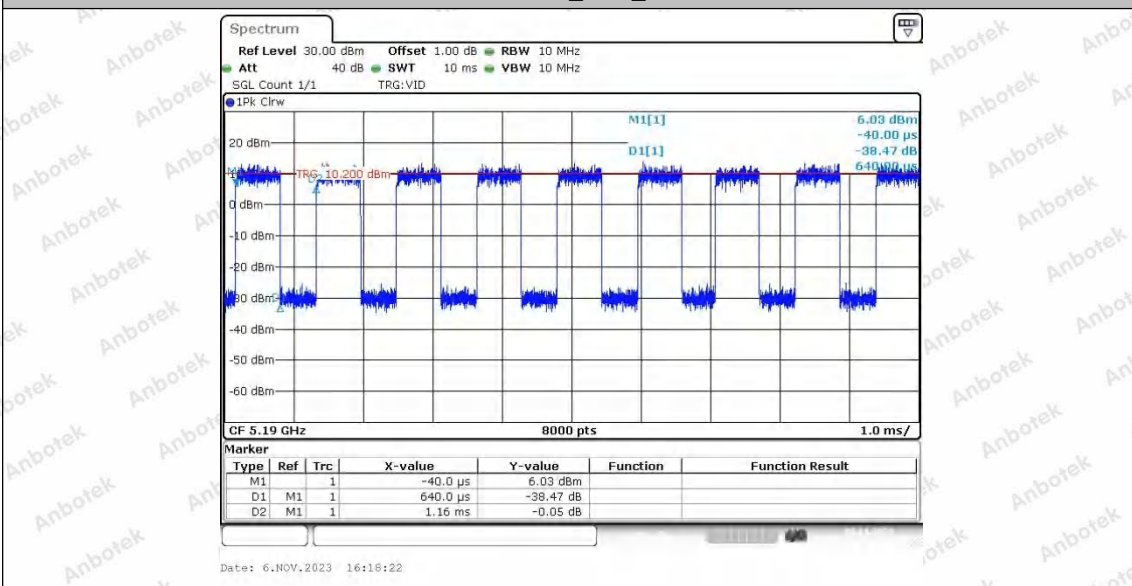 Spectrum
Ref Level 30.00 dBm Offset 1.00 dB RBW 10 MHz
Att 40 dB SWT 10 ms VBW 10 MHz
SGL Count 1/1 TRG:VID
1Pk Clrw
M1[1] 6.03 dBm
-40.00 µs
D1[1] -38.47 dB
640.00 µs
20 dBm
TRG 10.200 dBm
0 dBm
-10 dBm
-20 dBm
-30 dBm
-40 dBm
-50 dBm
-60 dBm
CF 5.19 GHz 8000 pts 1.0 ms/
Marker
Type Ref Trc X-value Y-value Function Function Result
M1 1 -40.0 µs 6.03 dBm
D1 M1 1 640.0 µs -38.47 dB
D2 M1 1 1.16 ms -0.05 dB
Date: 6.NOV.2023 16:18:22
Anbotek